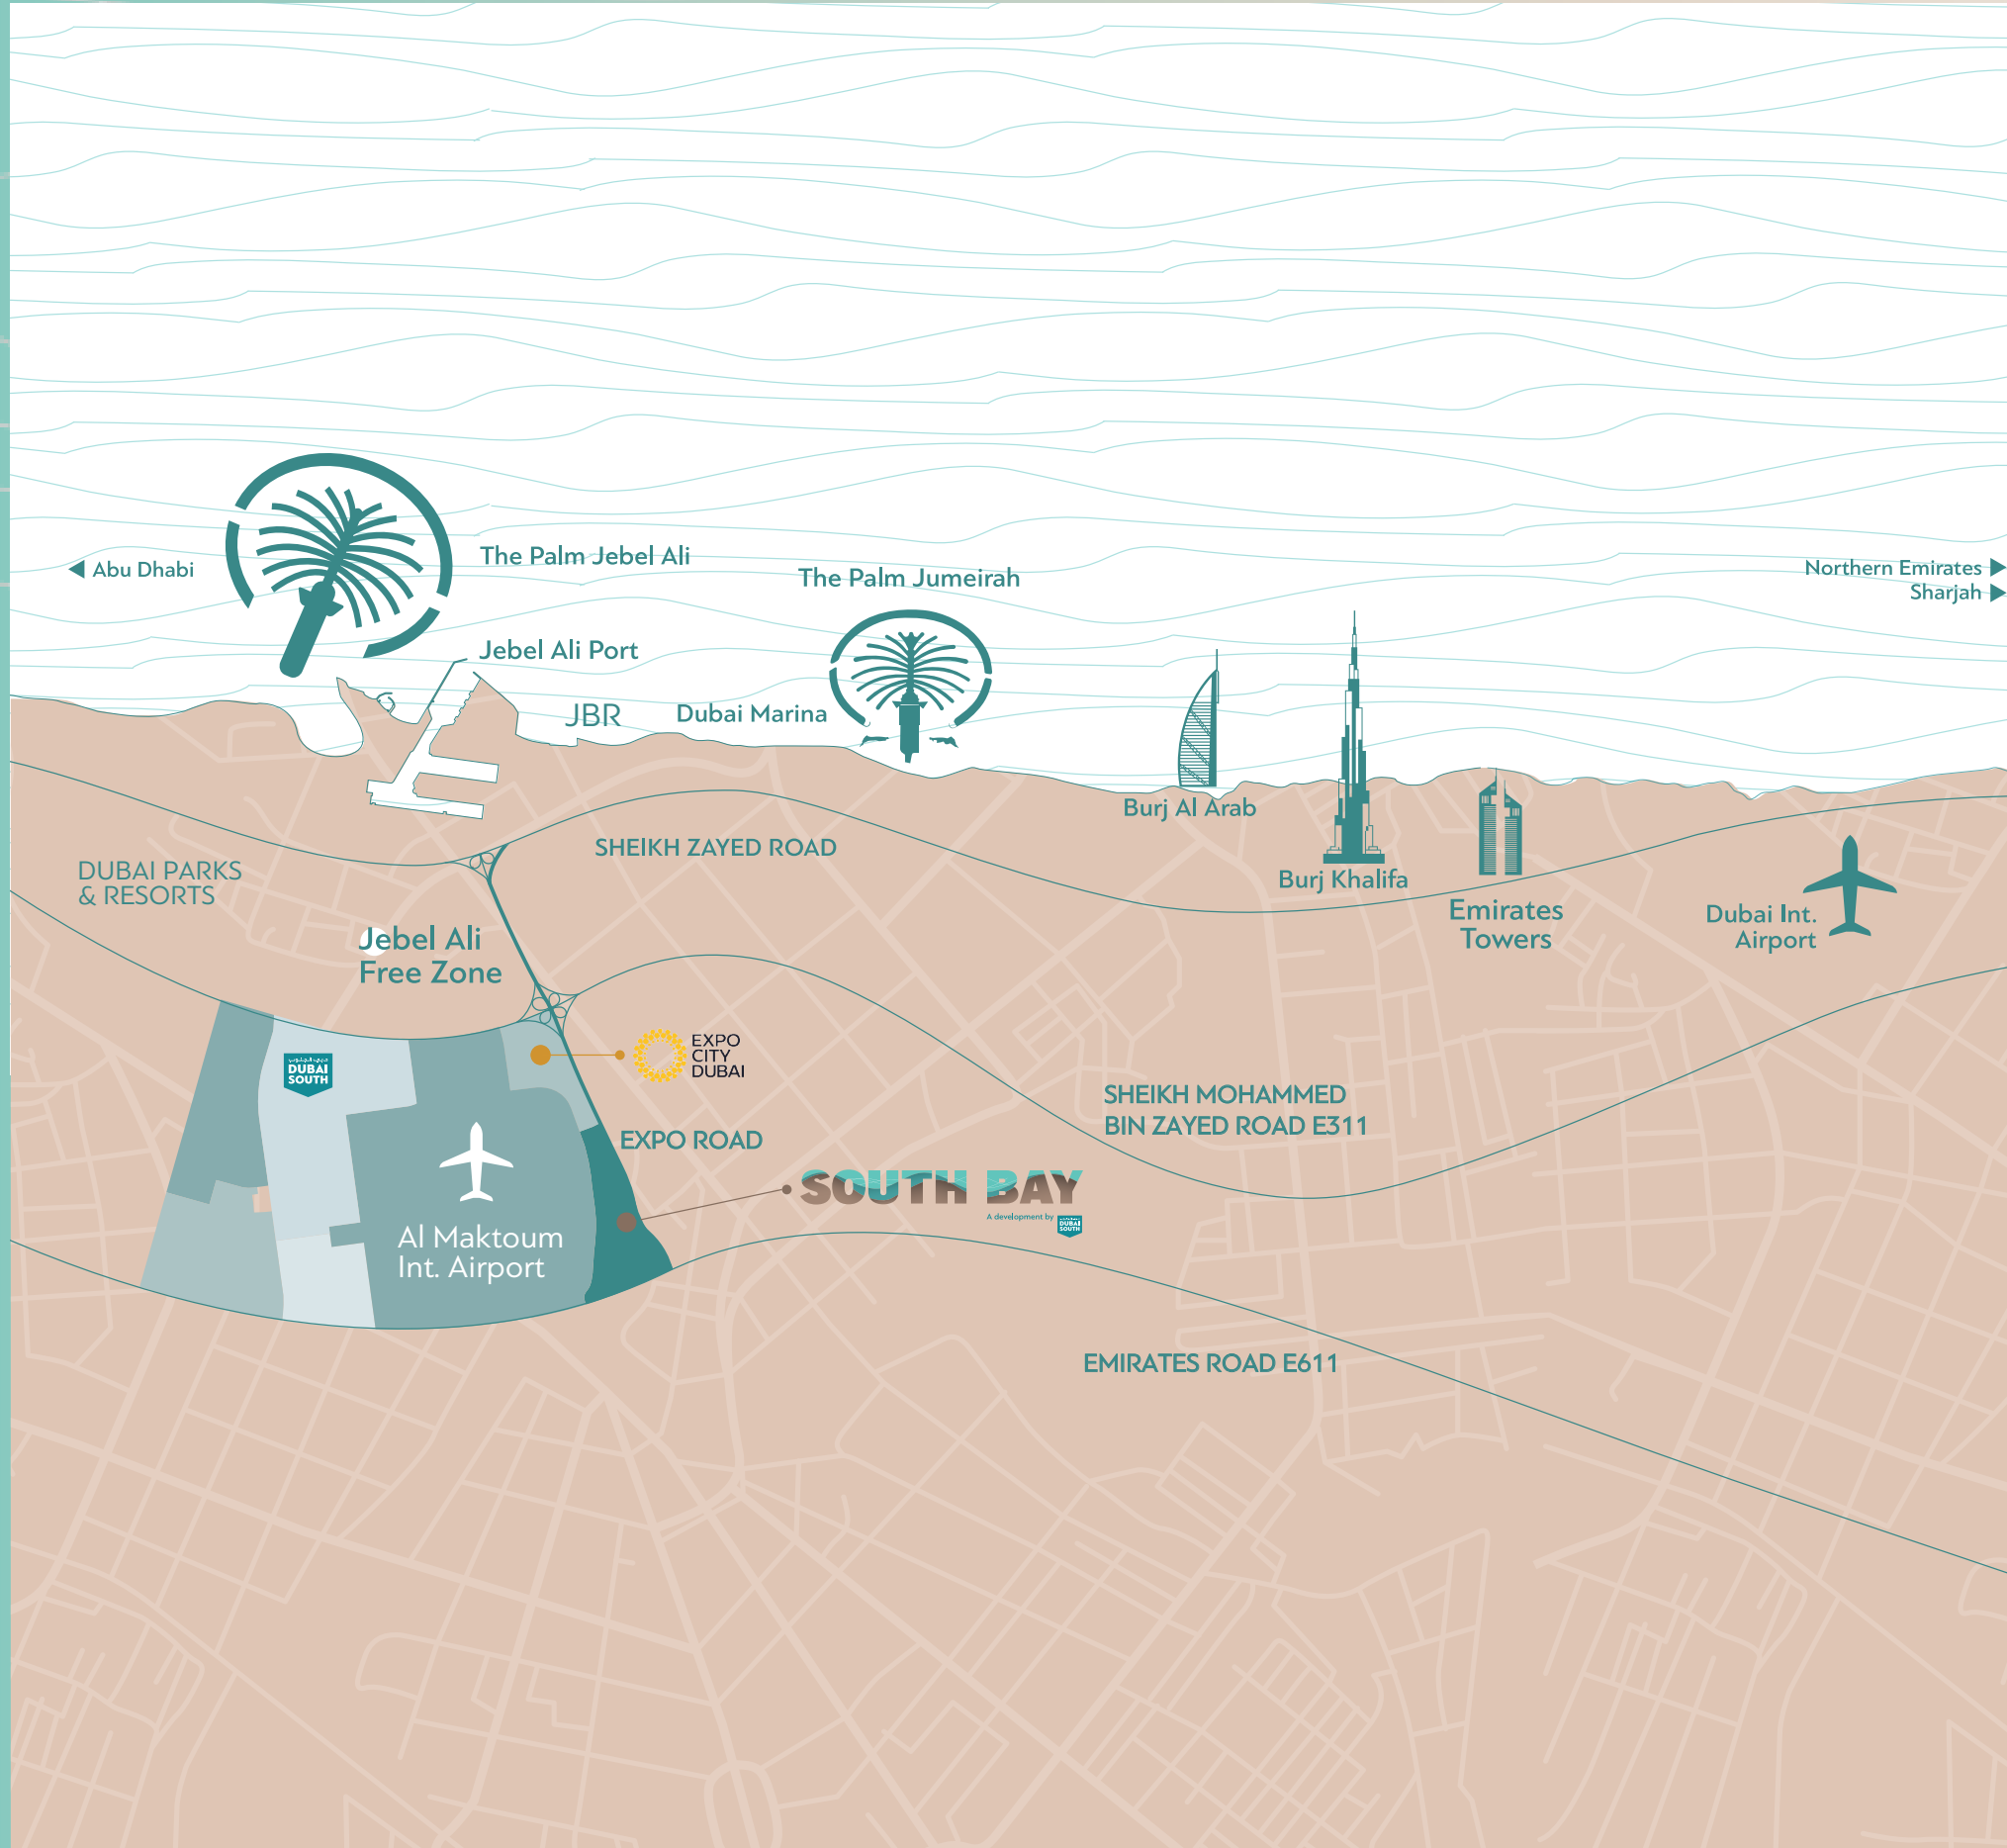 The Palm Jebel Ali
Abu Dhabi
The Palm Jumeirah
Northern Emirates
Sharjah
Jebel Ali Port
JBR
Dubai Marina
Burj Al Arab
SHEIKH ZAYED ROAD
DUBAI PARKS
& RESORTS
Burj Khalifa
Emirates
Towers
Dubai Int.
Airport
Jebel Ali
Free Zone
EXPO
CITY
DUBAI
DUBAI
SOUTH
SHEIKH MOHAMMED
BIN ZAYED ROAD E311
EXPO ROAD
SOUTH BAY
A development by
DUBAI
SOUTH
Al Maktoum
Int. Airport
EMIRATES ROAD E611